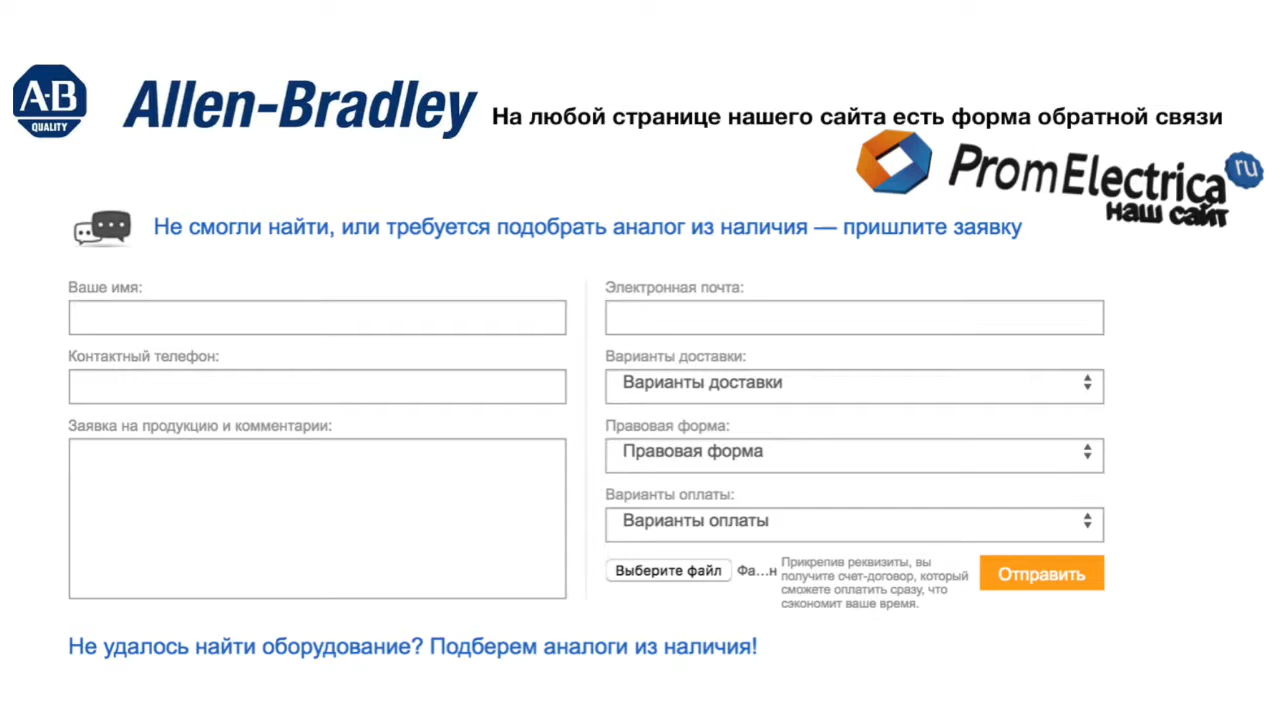 A-B
QUALITY
Allen-Bradley
На любой странице нашего сайта есть форма обратной связи
PromElectrica ru
наш сайт
Не смогли найти, или требуется подобрать аналог из наличия — пришлите заявку
Ваше имя:
Электронная почта:
Контактный телефон:
Варианты доставки:
Варианты доставки
Заявка на продукцию и комментарии:
Правовая форма:
Правовая форма
Варианты оплаты:
Варианты оплаты
Выберите файл Фа...н
Прикрепив реквизиты, вы
получите счет-договор, который
сможете оплатить сразу, что
сэкономит ваше время.
Отправить
Не удалось найти оборудование? Подберем аналоги из наличия!